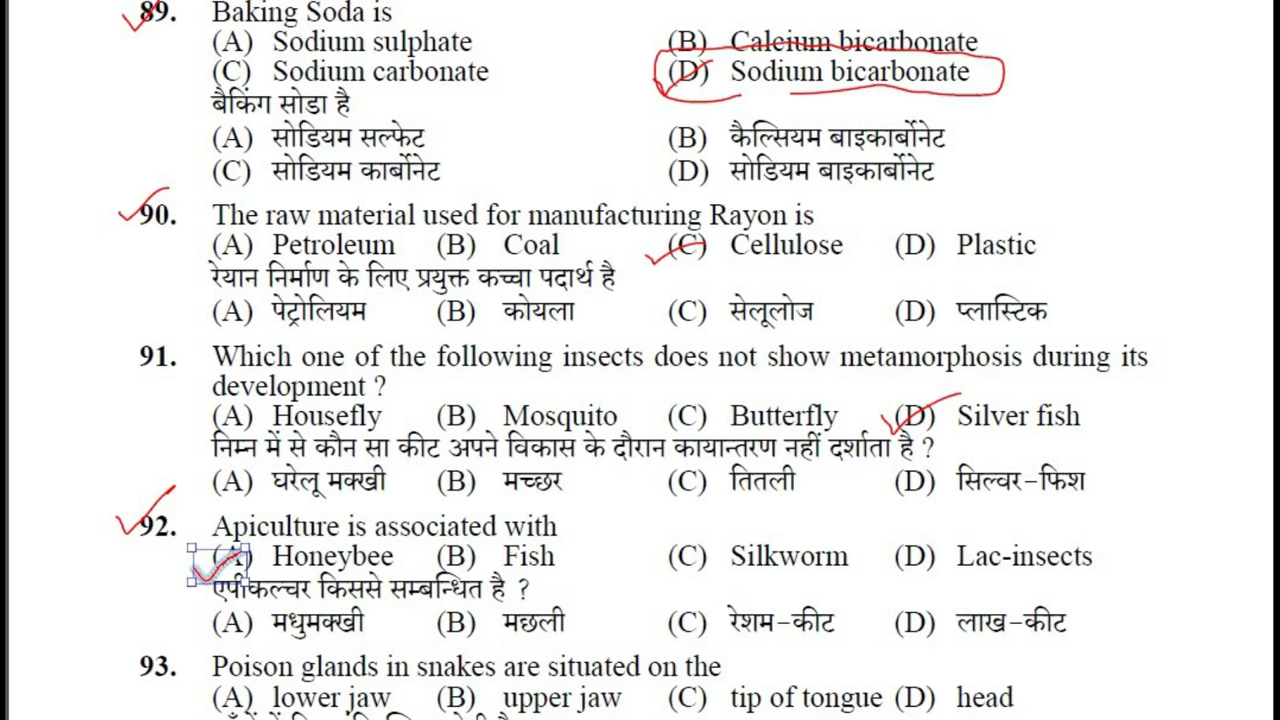 89. Baking Soda is
(A) Sodium sulphate (B) Calcium bicarbonate
(C) Sodium carbonate (D) Sodium bicarbonate
बैकिंग सोडा है
(A) सोडियम सल्फेट (B) कैल्सियम बाइकार्बोनेट
(C) सोडियम कार्बोनेट (D) सोडियम बाइकार्बोनेट
90. The raw material used for manufacturing Rayon is
(A) Petroleum (B) Coal (C) Cellulose (D) Plastic
रेयान निर्माण के लिए प्रयुक्त कच्चा पदार्थ है
(A) पेट्रोलियम (B) कोयला (C) सेलूलोज (D) प्लास्टिक
91. Which one of the following insects does not show metamorphosis during its
development ?
(A) Housefly (B) Mosquito (C) Butterfly (D) Silver fish
निम्न में से कौन सा कीट अपने विकास के दौरान कायान्तरण नहीं दर्शाता है ?
(A) घरेलू मक्खी (B) मच्छर (C) तितली (D) सिल्वर-फिश
92. Apiculture is associated with
(A) Honeybee (B) Fish (C) Silkworm (D) Lac-insects
एपीकल्चर किससे सम्बन्धित है ?
(A) मधुमक्खी (B) मछली (C) रेशम-कीट (D) लाख-कीट
93. Poison glands in snakes are situated on the
(A) lower jaw (B) upper jaw (C) tip of tongue (D) head